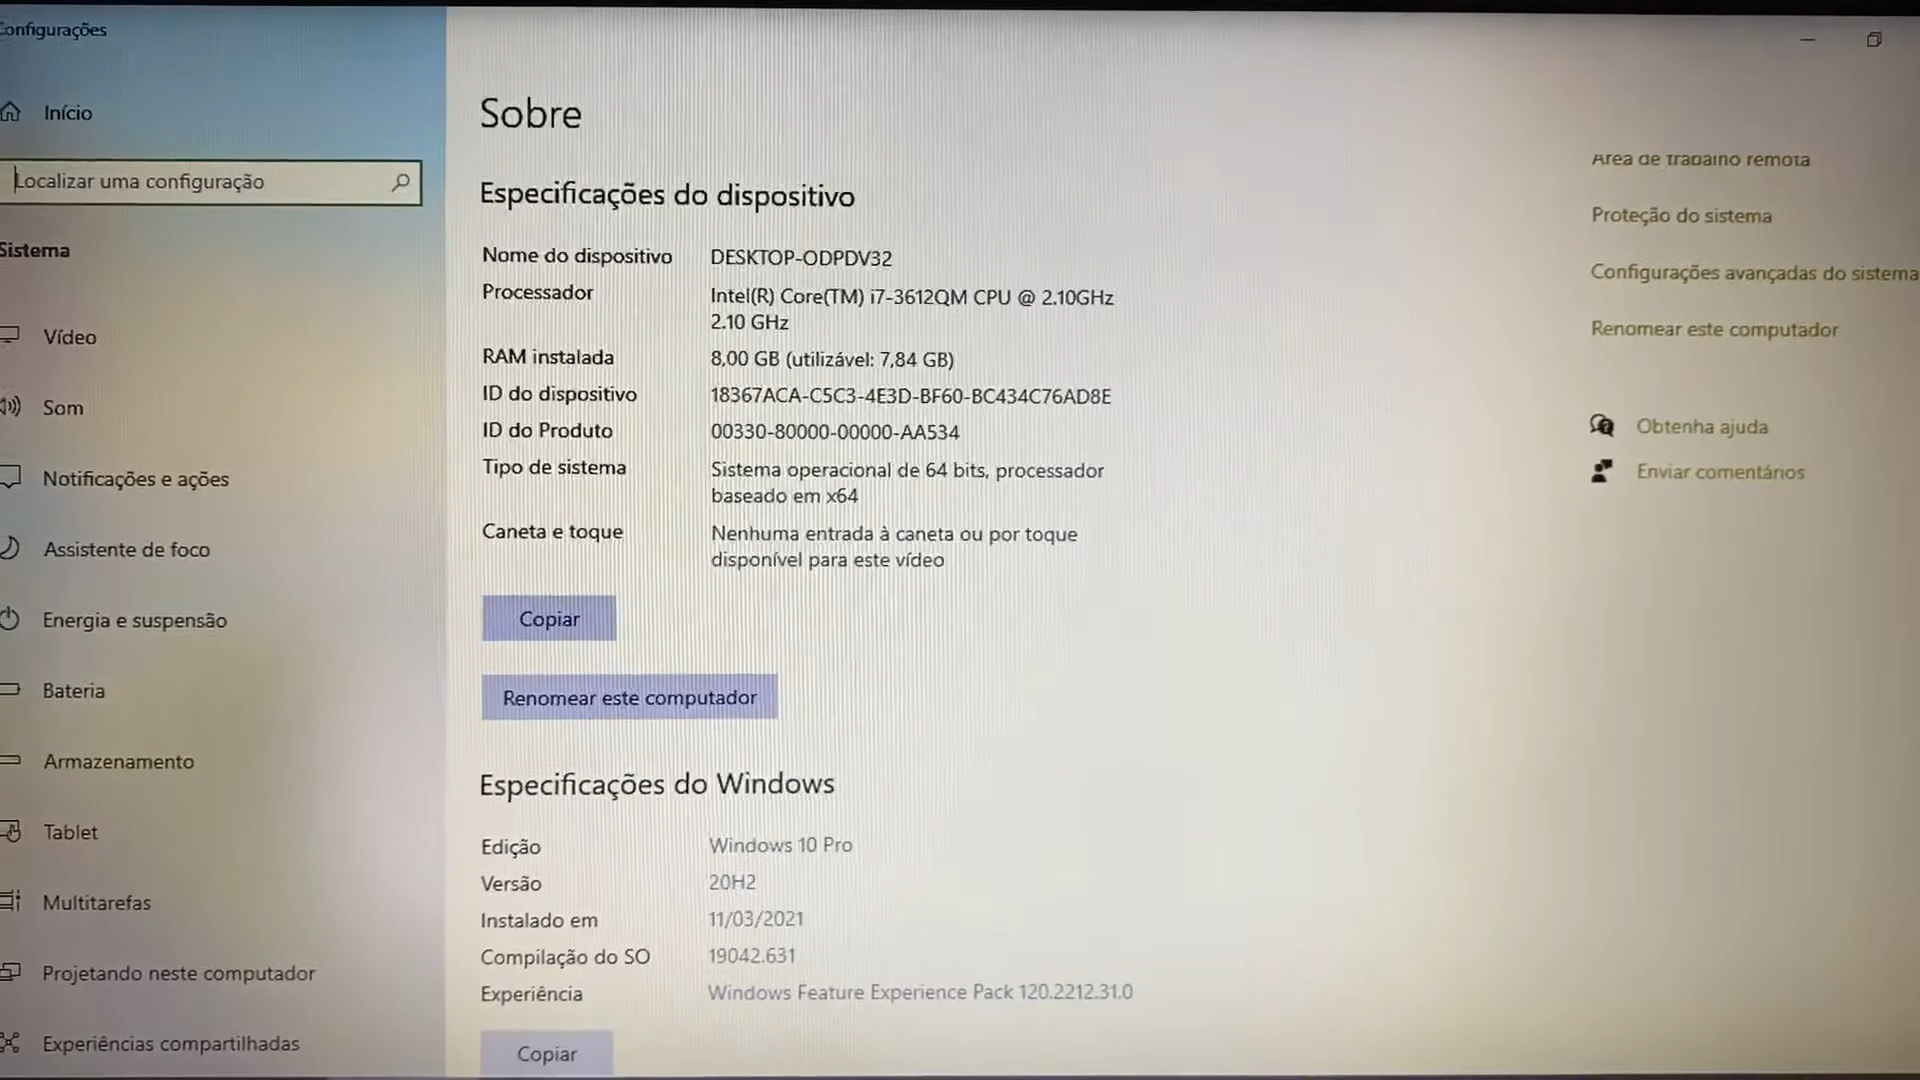 Configurações
Início
Localizar uma configuração
Sistema
Vídeo
Som
Notificações e ações
Assistente de foco
Energia e suspensão
Bateria
Armazenamento
Tablet
Multitarefas
Projetando neste computador
Experiências compartilhadas
Sobre
Especificações do dispositivo
Nome do dispositivo DESKTOP-ODPDV32
Processador Intel(R) Core(TM) i7-3612QM CPU @ 2.10GHz
2.10 GHz
RAM instalada 8,00 GB (utilizável: 7,84 GB)
ID do dispositivo 18367ACA-C5C3-4E3D-BF60-BC434C76AD8E
ID do Produto 00330-80000-00000-AA534
Tipo de sistema Sistema operacional de 64 bits, processador
baseado em x64
Caneta e toque Nenhuma entrada à caneta ou por toque
disponível para este vídeo
Copiar
Renomear este computador
Especificações do Windows
Edição Windows 10 Pro
Versão 20H2
Instalado em 11/03/2021
Compilação do SO 19042.631
Experiência Windows Feature Experience Pack 120.2212.31.0
Copiar
Área de trabalho remota
Proteção do sistema
Configurações avançadas do sistema
Renomear este computador
Obtenha ajuda
Enviar comentários